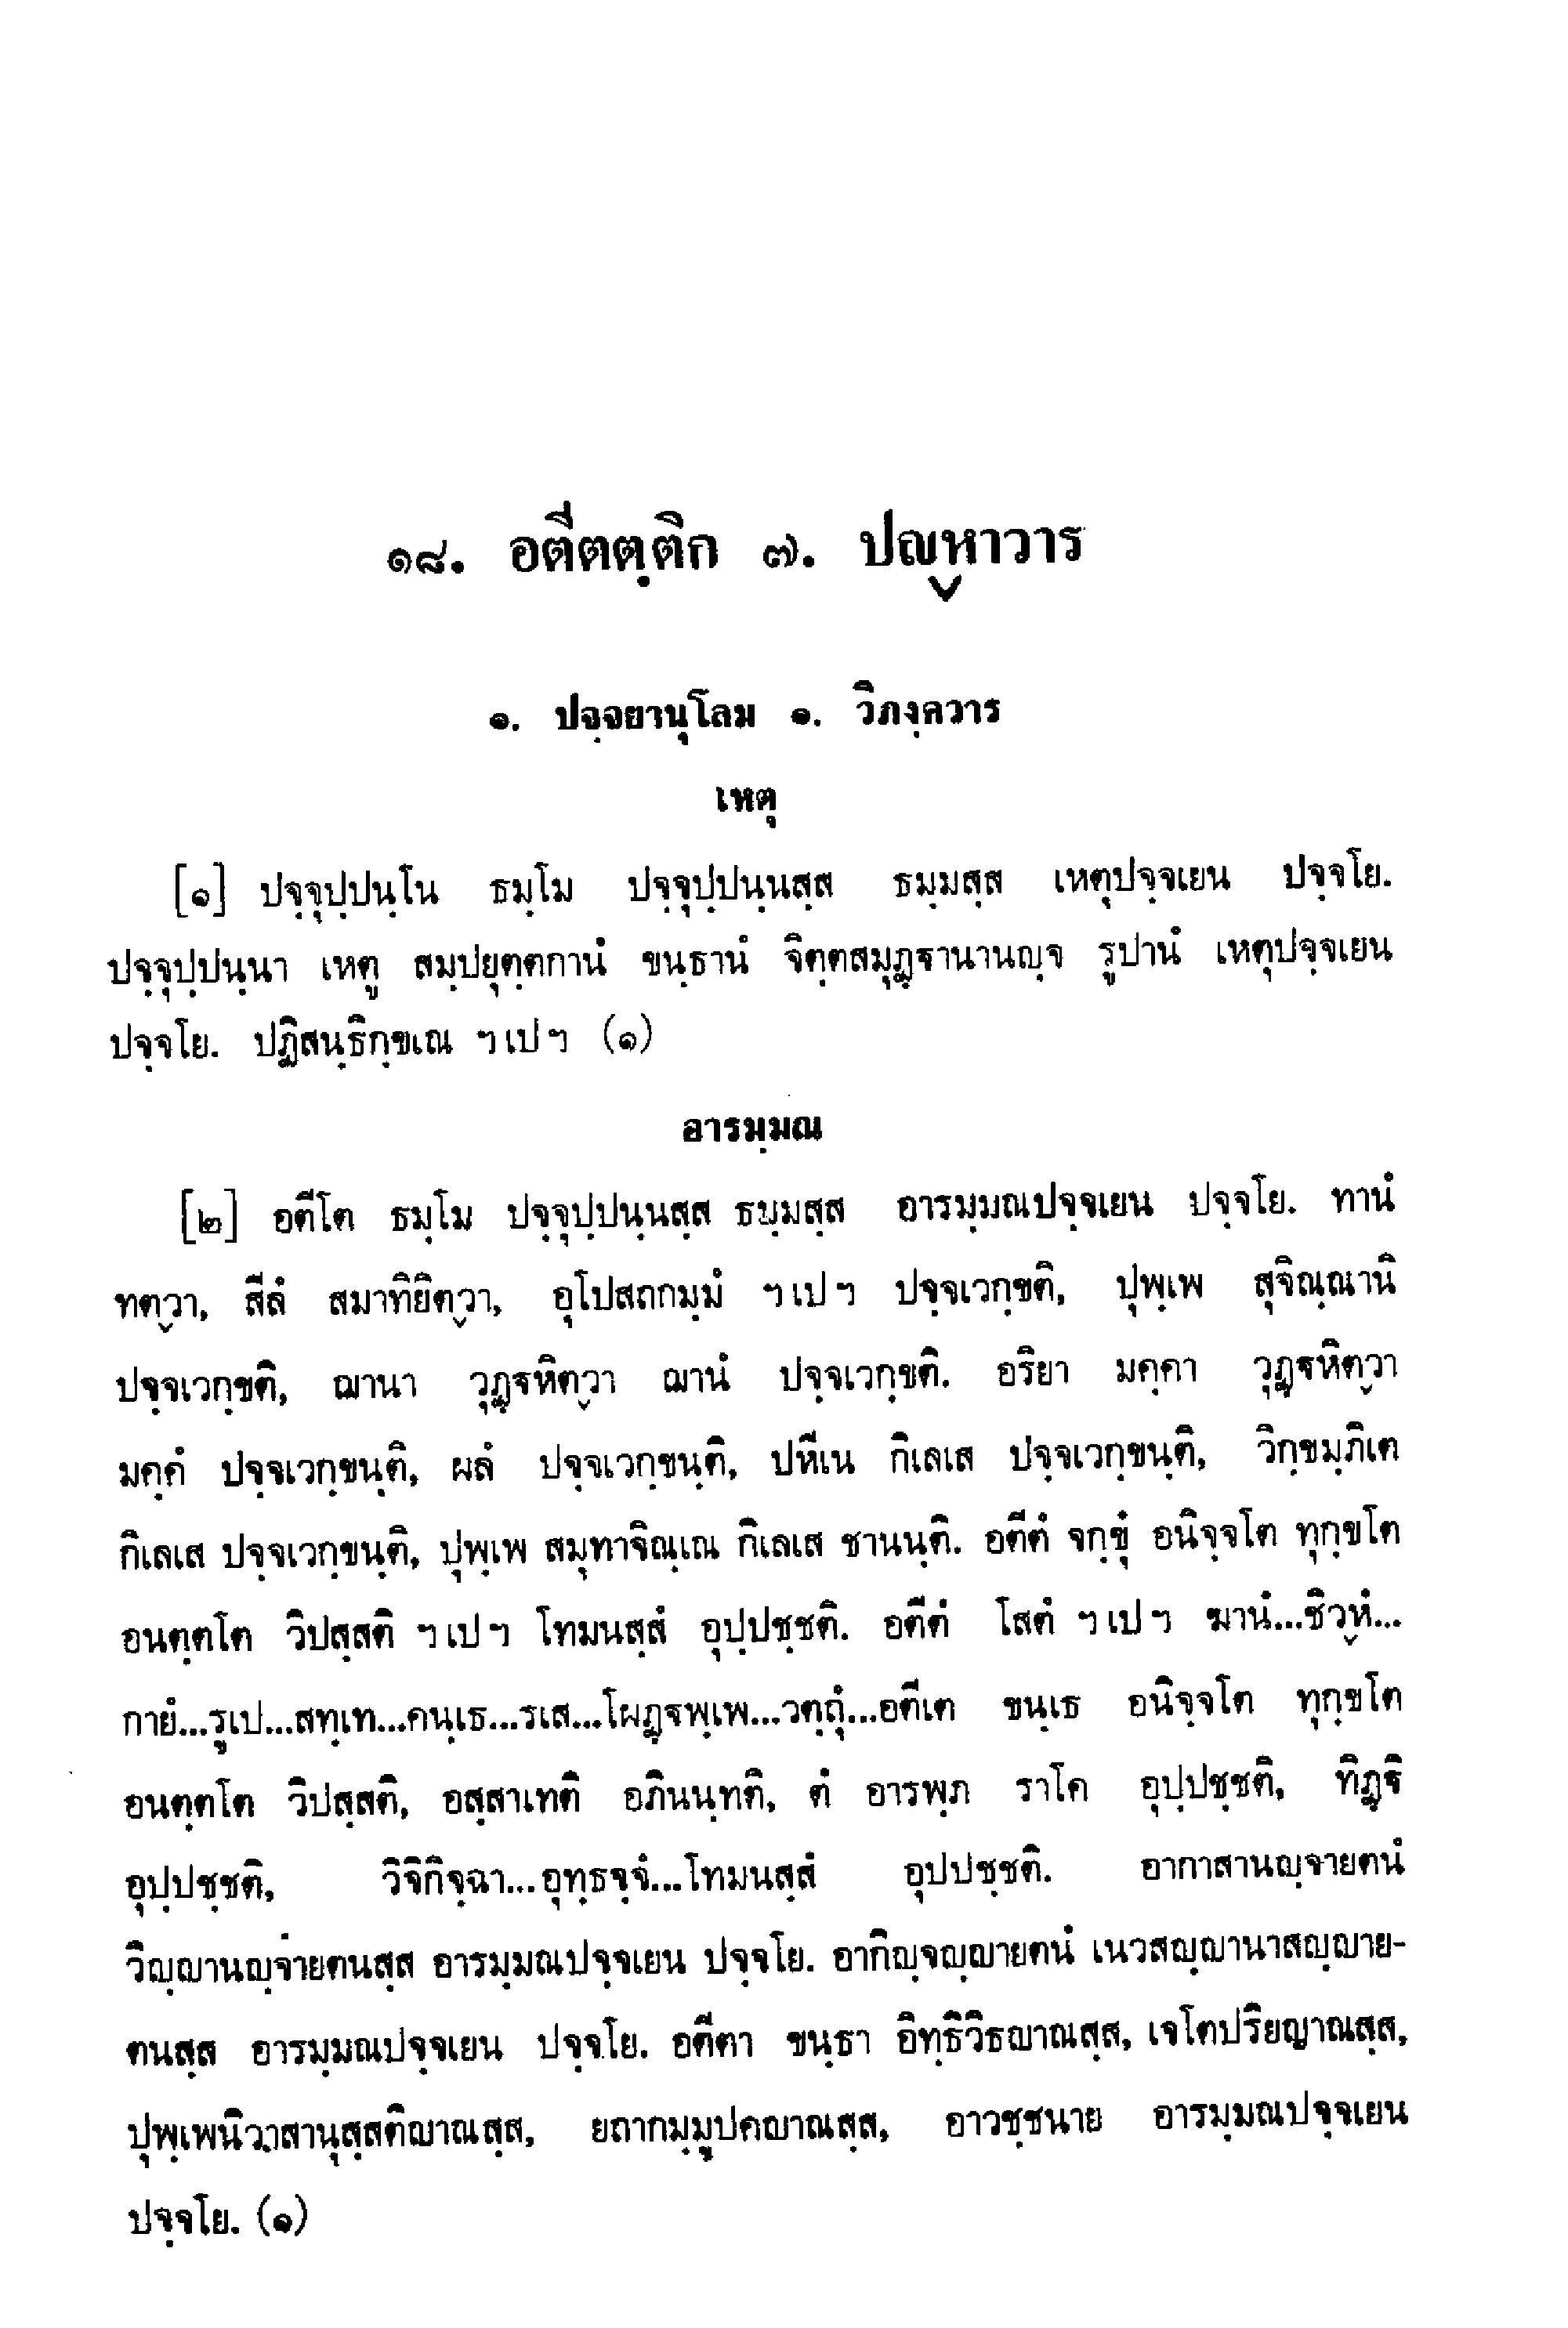 ๑๘. อตีตตฺติก ๗. ปญฺหาวาร
๑. ปจฺจยานุโลม ๑. วิภงฺควาร
เหตุ
[๑] ปจฺจุปฺปนฺโน ธมฺโม ปจฺจุปฺปนฺนสฺส ธมฺมสฺส เหตุปจฺจเยน ปจฺจโย.
ปจฺจุปฺปนฺนา เหตู สมฺปยุตฺตกานํ ขนฺธานํ จิตฺตสมุฏฺฐานานญฺจ รูปานํ เหตุปจฺจเยน
ปจฺจโย. ปฏิสนฺธิกฺขเณ ฯเปฯ (๑)
อารมฺมณ
[๒] อตีโต ธมฺโม ปจฺจุปฺปนฺนสฺส ธมฺมสฺส อารมฺมณปจฺจเยน ปจฺจโย. ทานํ
ทตฺวา, สีลํ สมาทิยิตฺวา, อุโปสถกมฺมํ ฯเปฯ ปจฺจเวกฺขติ, ปุพฺเพ สุจิณฺณานิ
ปจฺจเวกฺขติ, ฌานา วุฏฺฐหิตฺวา ฌานํ ปจฺจเวกฺขติ. อริยา มคฺคา วุฏฺฐหิตฺวา
มคฺคํ ปจฺจเวกฺขนฺติ, ผลํ ปจฺจเวกฺขนฺติ, ปหีเน กิเลเส ปจฺจเวกฺขนฺติ, วิกฺขมฺภิเต
กิเลเส ปจฺจเวกฺขนฺติ, ปุพฺเพ สมุทาจิณฺเณ กิเลเส ชานนฺติ. อตีตํ จกฺขุํ อนิจฺจโต ทุกฺขโต
อนตฺตโต วิปสฺสติ ฯเปฯ โทมนสฺสํ อุปฺปชฺชติ. อตีตํ โสตํ ฯเปฯ ฆานํ...ชิวฺหํ...
กายํ...รูเป...สทฺเท...คนฺเธ...รเส...โผฏฺฐพฺเพ...วตฺถุํ...อตีเต ขนฺเธ อนิจฺจโต ทุกฺขโต
อนตฺตโต วิปสฺสติ, อสฺสาเทติ อภินนฺทติ, ตํ อารพฺภ ราโค อุปฺปชฺชติ, ทิฏฺฐิ
อุปฺปชฺชติ, วิจิกิจฺฉา...อุทฺธจฺจํ...โทมนสฺสํ อุปฺปชฺชติ. อากาสานญฺจายตนํ
วิญฺญานญฺจายตนสฺส อารมฺมณปจฺจเยน ปจฺจโย. อากิญฺจญฺญายตนํ เนวสญฺญานาสญฺญาย-
ตนสฺส อารมฺมณปจฺจเยน ปจฺจโย. อตีตา ขนฺธา อิทฺธิวิธญาณสฺส, เจโตปริยญาณสฺส,
ปุพฺเพนิวาสานุสฺสติญาณสฺส, ยถากมฺมูปคญาณสฺส, อาวชฺชนาย อารมฺมณปจฺจเยน
ปจฺจโย. (๑)